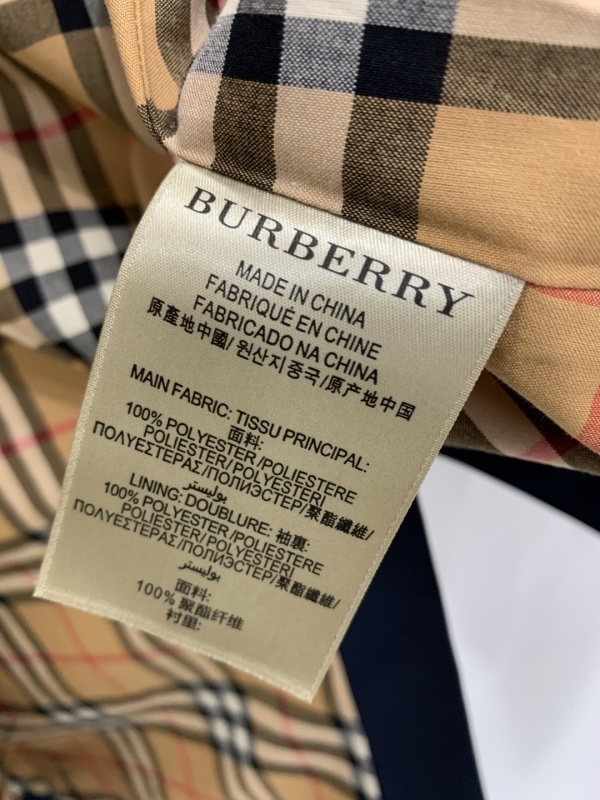 BURBERRY
MADE IN CHINA
FABRIQUÉ EN CHINE
FABRICADO NA CHINA
原產地中國/ 원산지중국/原产地中国
MAIN FABRIC: TISSU PRINCIPAL:
面料:
100% POLYESTER/POLIESTERE
POLIESTER/POLYESTER/
ΠΟΛΥΕΣΤΕΡΑΣ/ПОЛИЭСТЕР/聚酯纖維/
بوليستر
LINING: DOUBLURE: 袖裏:
100% POLYESTER/POLIESTERE
POLIESTER/POLYESTER/
ΠΟΛΥΕΣΤΕΡΑΣ/ПОЛИЭСТЕР/聚酯纖維/
بوليستر
面料:
100% 聚酯纤维
衬里: